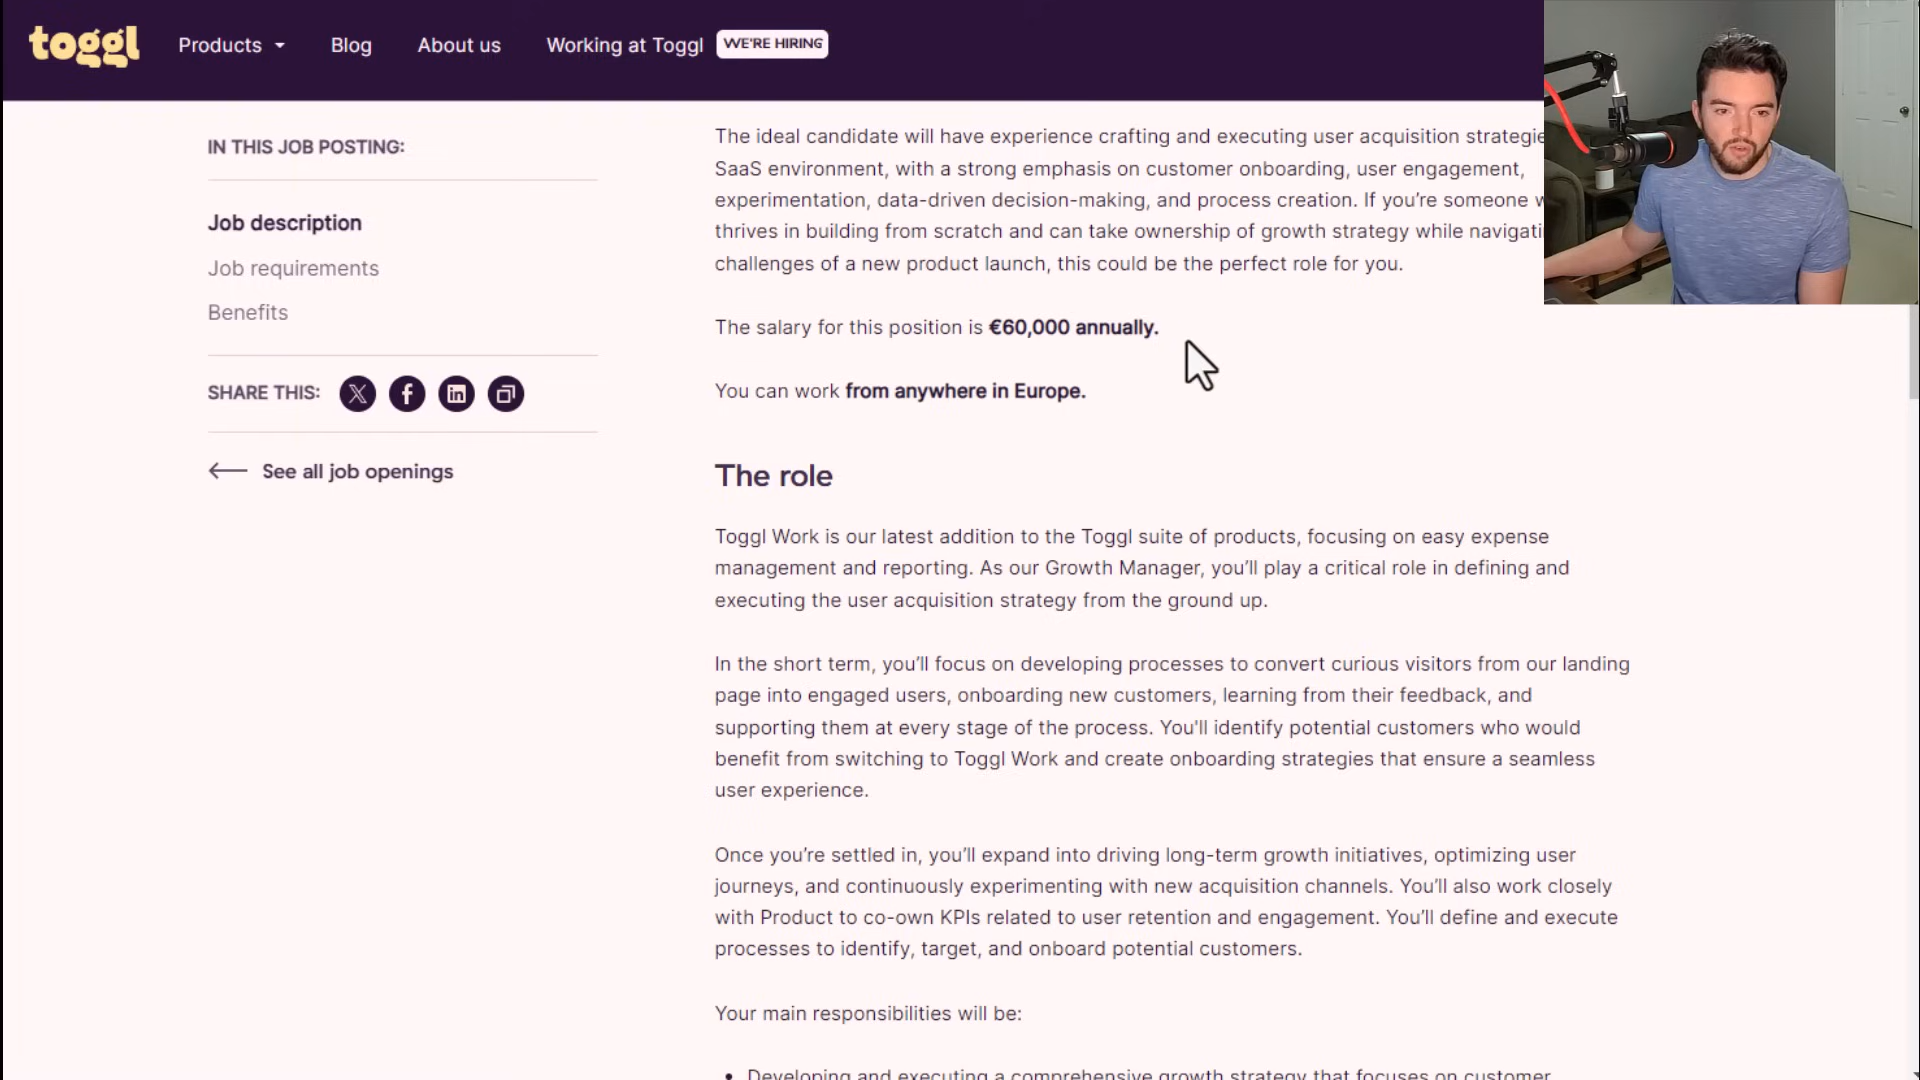 toggl
Products
Blog
About us
Working at Toggl
WE'RE HIRING
IN THIS JOB POSTING:
Job description
Job requirements
Benefits
SHARE THIS:
See all job openings
The ideal candidate will have experience crafting and executing user acquisition
SaaS environment, with a strong emphasis on customer onboarding, user engagement,
experimentation, data-driven decision-making, and process creation. If you're someone
thrives in building from scratch and can take ownership of growth strategy while
challenges of a new product launch, this could be the perfect role for you.
The salary for this position is €60,000 annually.
You can work from anywhere in Europe.
The role
Toggl Work is our latest addition to the Toggl suite of products, focusing on easy expense
management and reporting. As our Growth Manager, you'll play a critical role in defining and
executing the user acquisition strategy from the ground up.
In the short term, you'll focus on developing processes to convert curious visitors from our landing
page into engaged users, onboarding new customers, learning from their feedback, and
supporting them at every stage of the process. You'll identify potential customers who would
benefit from switching to Toggl Work and create onboarding strategies that ensure a seamless
user experience.
Once you're settled in, you'll expand into driving long-term growth initiatives, optimizing user
journeys, and continuously experimenting with new acquisition channels. You'll also work closely
with Product to co-own KPIs related to user retention and engagement. You'll define and execute
processes to identify, target, and onboard potential customers.
Your main responsibilities will be:
• Developing and executing a comprehensive growth strategy that focuses on customer